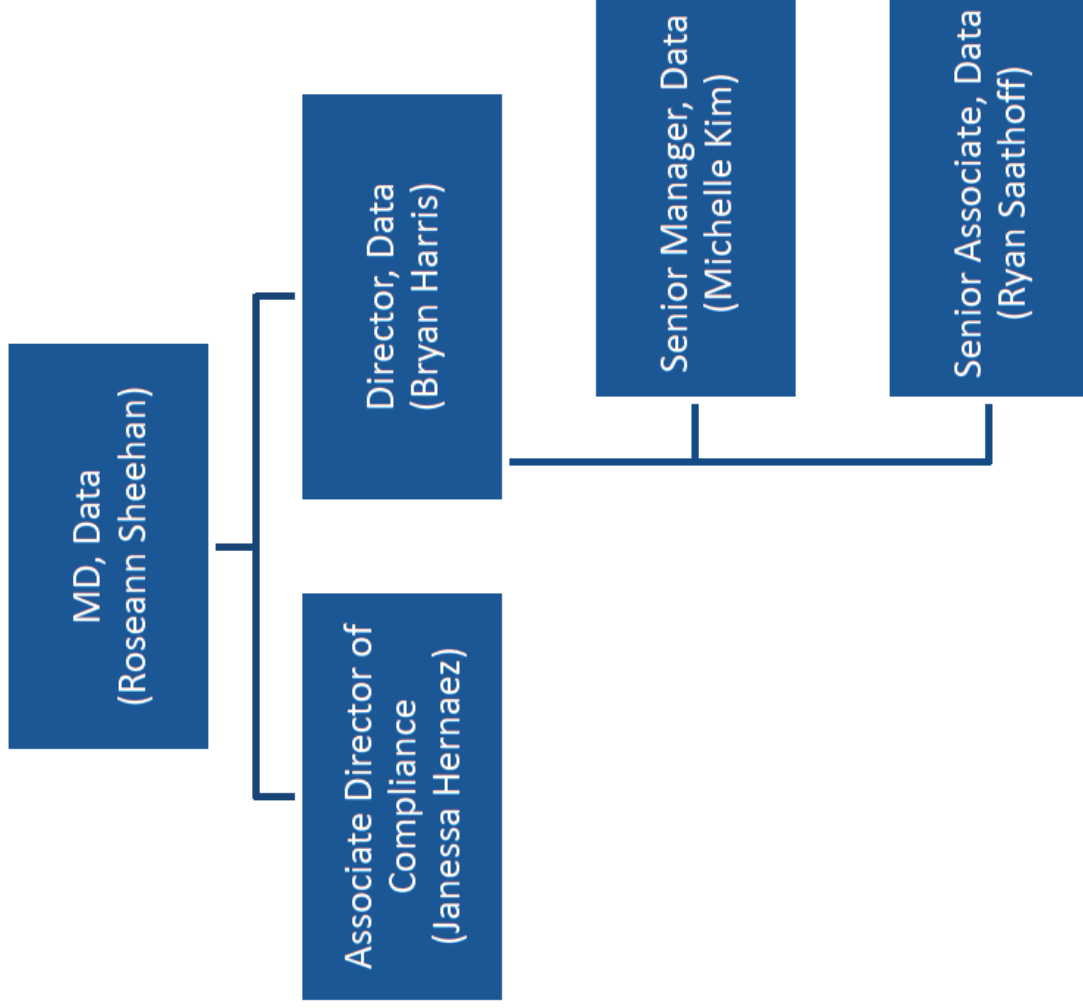 MD, Data
(Roseann Sheehan)
Associate Director of
Compliance
(Janessa Hernaez)
Director, Data
(Bryan Harris)
Senior Manager, Data
(Michelle Kim)
Senior Associate, Data
(Ryan Saathoff)